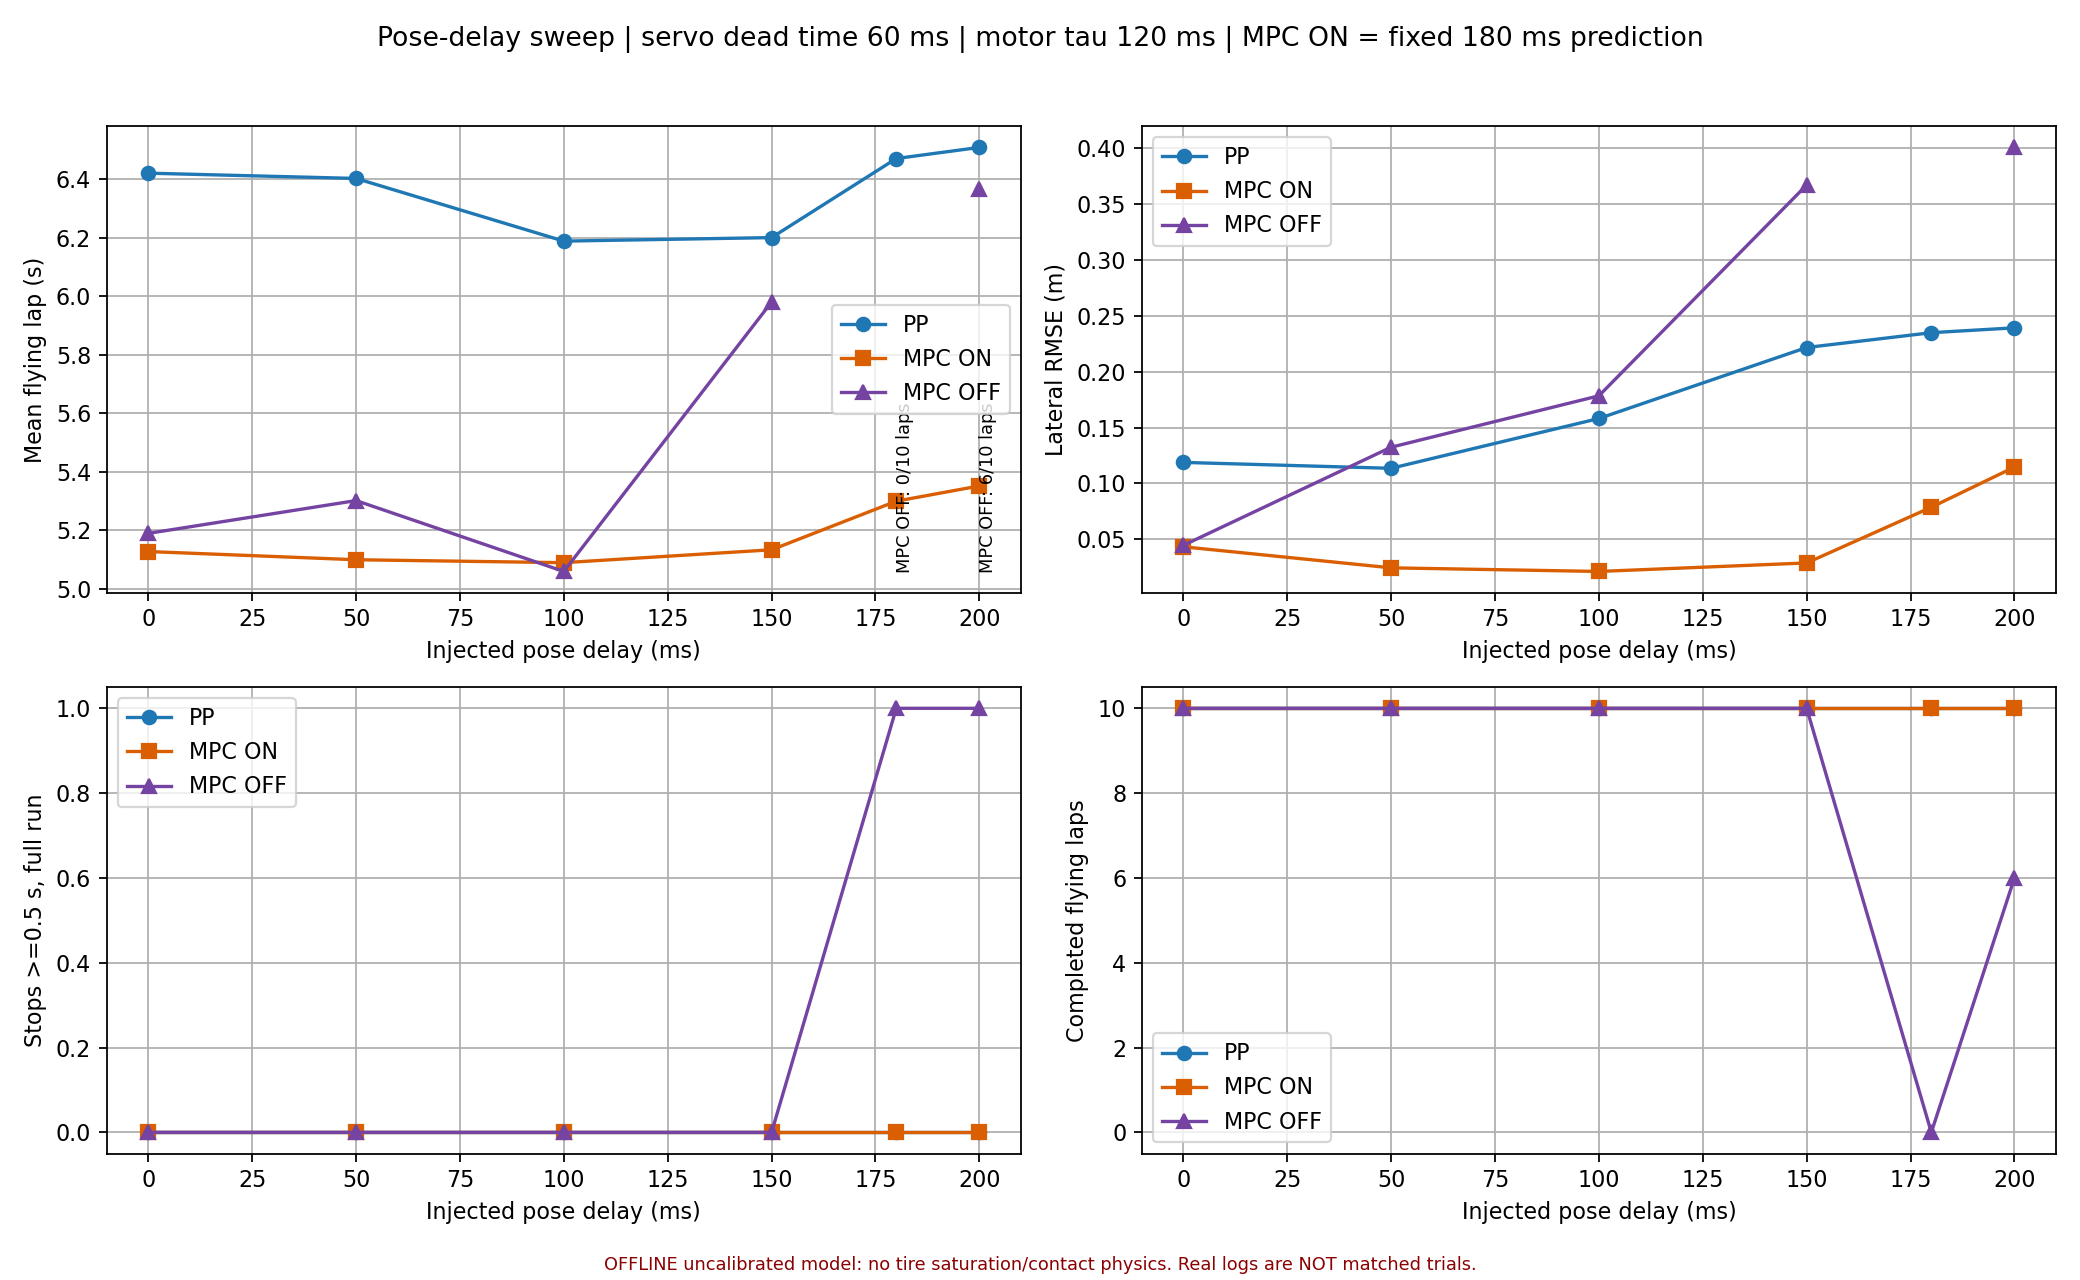 Pose-delay sweep | servo dead time 60 ms | motor tau 120 ms | MPC ON = fixed 180 ms prediction
Mean flying lap (s)
6.4
6.2
6.0
5.8
5.6
5.4
5.2
5.0
PP
MPC ON
MPC OFF
MPC OFF: 0/10 laps
MPC OFF: 6/10 laps
0 25 50 75 100 125 150 175 200
Injected pose delay (ms)
Lateral RMSE (m)
0.40
0.35
0.30
0.25
0.20
0.15
0.10
0.05
PP
MPC ON
MPC OFF
0 25 50 75 100 125 150 175 200
Injected pose delay (ms)
Stops >=0.5 s, full run
1.0
0.8
0.6
0.4
0.2
0.0
PP
MPC ON
MPC OFF
0 25 50 75 100 125 150 175 200
Injected pose delay (ms)
Completed flying laps
10
8
6
4
2
0
PP
MPC ON
MPC OFF
0 25 50 75 100 125 150 175 200
Injected pose delay (ms)
OFFLINE uncalibrated model: no tire saturation/contact physics. Real logs are NOT matched trials.